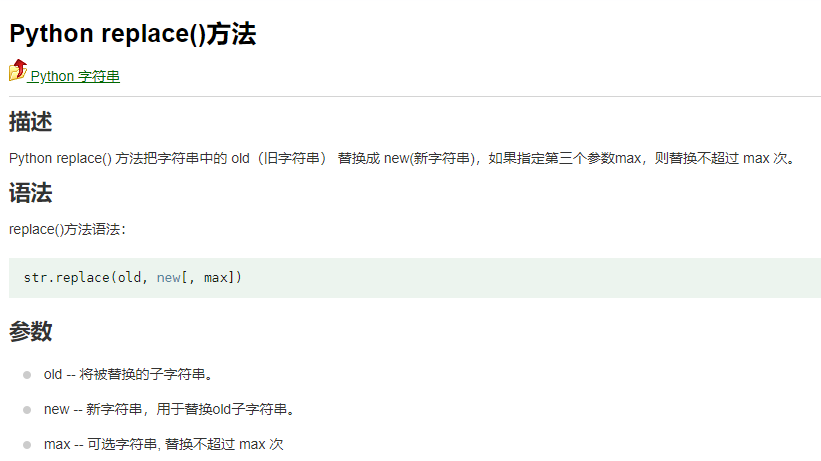 Python replace()方法
Python 字符串
描述
Python replace() 方法把字符串中的 old（旧字符串） 替换成 new(新字符串)，如果指定第三个参数max，则替换不超过 max 次。
语法
replace()方法语法：
str.replace(old, new[, max])
参数
old -- 将被替换的子字符串。
new -- 新字符串，用于替换old子字符串。
max -- 可选字符串, 替换不超过 max 次